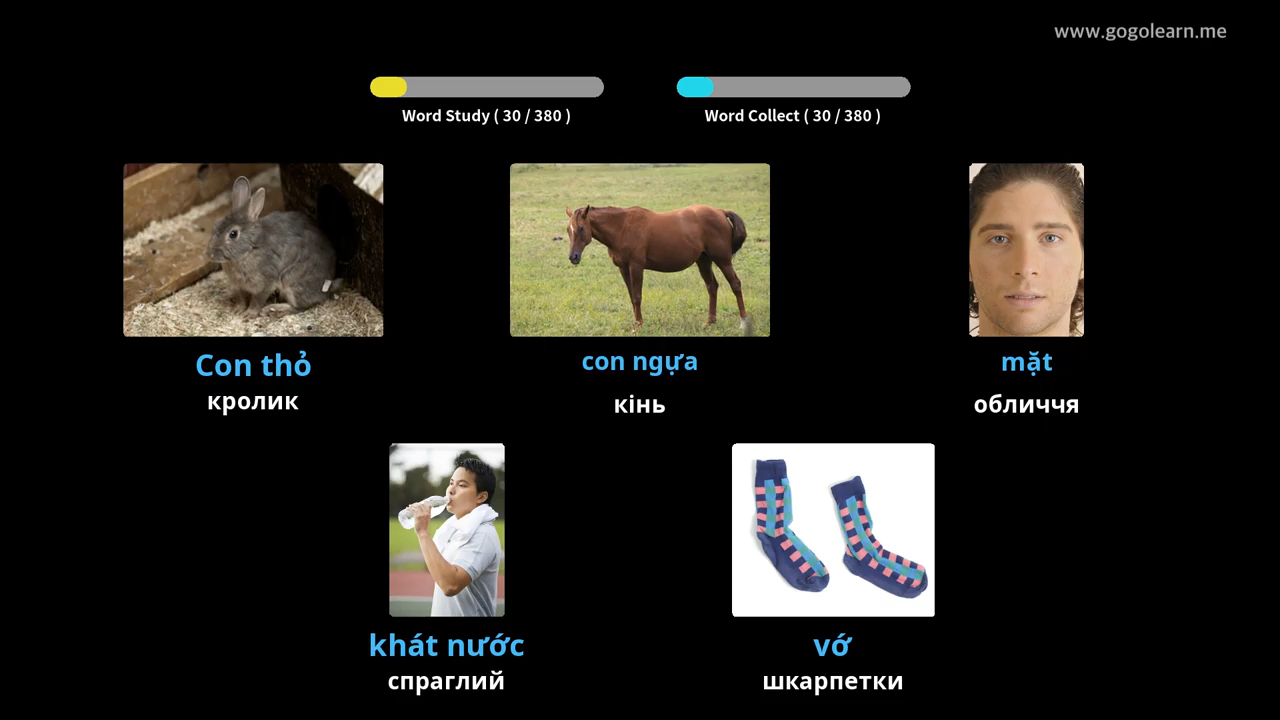 www.gogolearn.me
Word Study ( 30 / 380 )
Word Collect ( 30 / 380 )
Con thỏ
кролик
con ngựa
кінь
mặt
обличчя
khát nước
спраглий
vớ
шкарпетки